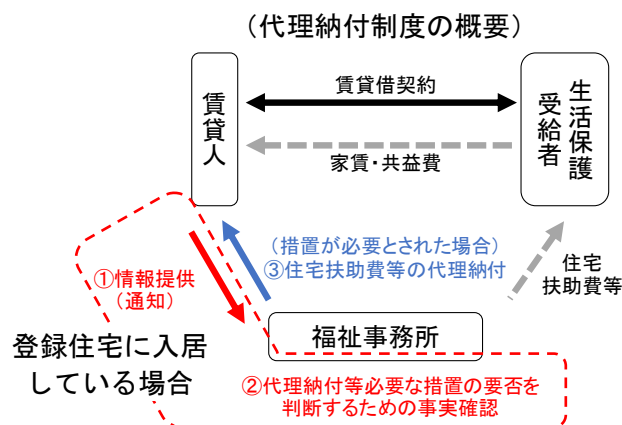 （代理納付制度の概要）
賃貸人
賃貸借契約
生活保護
受給者
家賃・共益費
①情報提供
（通知）
（措置が必要とされた場合）
③住宅扶助費等の代理納付
住宅
扶助費等
福祉事務所
登録住宅に入居
している場合
②代理納付等必要な措置の要否を
判断するための事実確認